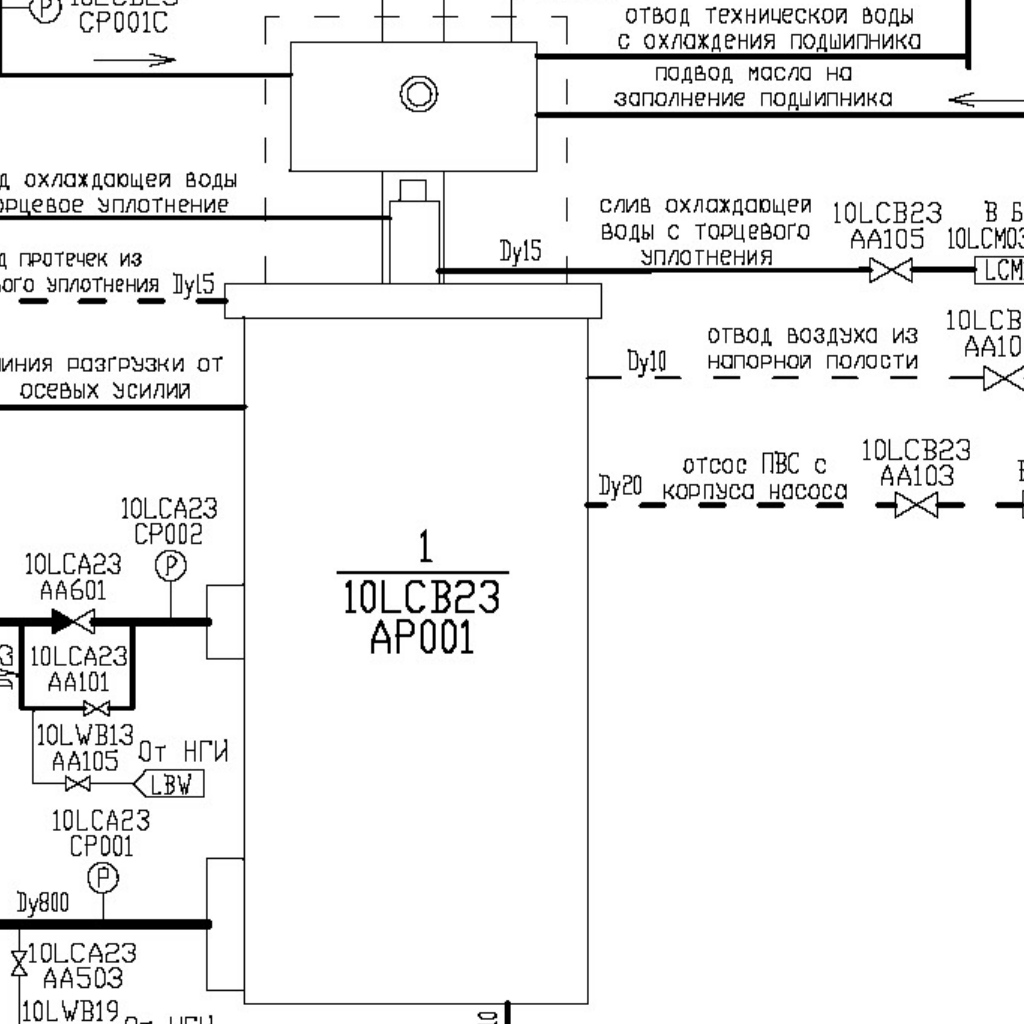 CP001C
отвод технической воды
с охлаждения подшипника
подвод масла на
заполнение подшипника
охлаждающей воды
уплотнение
слив охлаждающей
воды с торцевого
уплотнения
Dy15
10LCB23
AA105
В Б
10LCM03
LCM
протечек из
уплотнения
Dy15
10LCB
AA10
отвод воздуха из
напорной полости
Dy10
разгрузки от
осевых усилий
отсос ПВС с
корпуса насоса
Dy20
10LCB23
AA103
10LCA23
CP002
P
10LCA23
AA601
1
10LCB23
AP001
10LCA23
AA101
10LWB13
AA105
От НГИ
LBW
10LCA23
CP001
P
Dy800
10LCA23
AA503
10LWB19
От НГИ